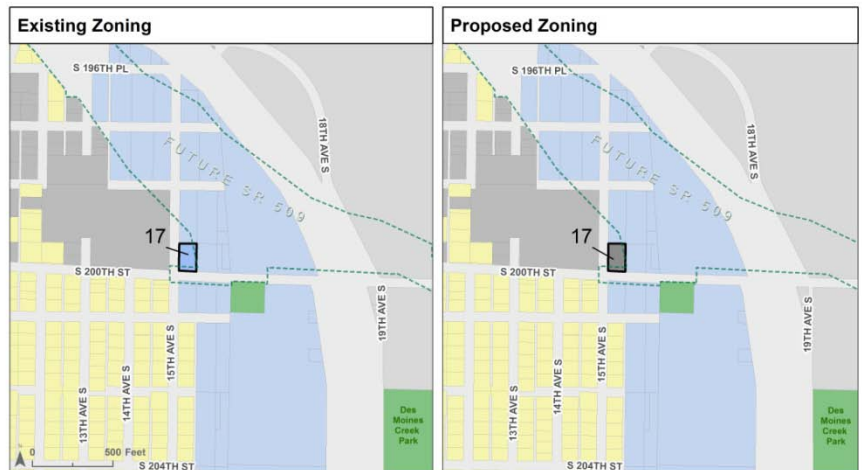 Existing Zoning
S 196TH PL
18TH AVE S
FUTURE SR 509
17
S 200TH ST
19TH AVE S
15TH AVE S
14TH AVE S
13TH AVE S
Des
Moines
Creek
Park
N
0 500 Feet
S 204TH ST
Proposed Zoning
S 196TH PL
18TH AVE S
FUTURE SR 509
17
S 200TH ST
19TH AVE S
15TH AVE S
14TH AVE S
13TH AVE S
Des
Moines
Creek
Park
S 204TH ST